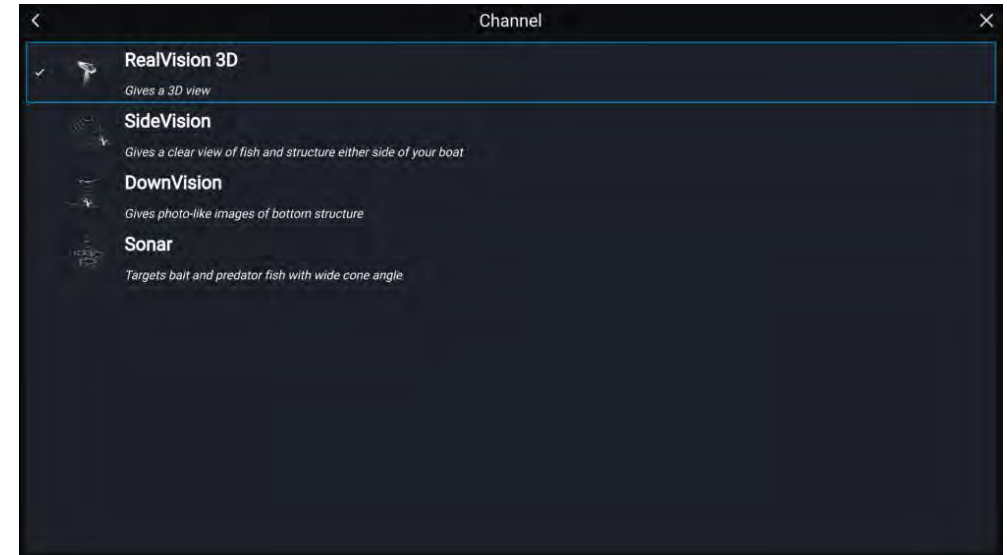 Channel
RealVision 3D
Gives a 3D view
SideVision
Gives a clear view of fish and structure either side of your boat
DownVision
Gives photo-like images of bottom structure
Sonar
Targets bait and predator fish with wide cone angle